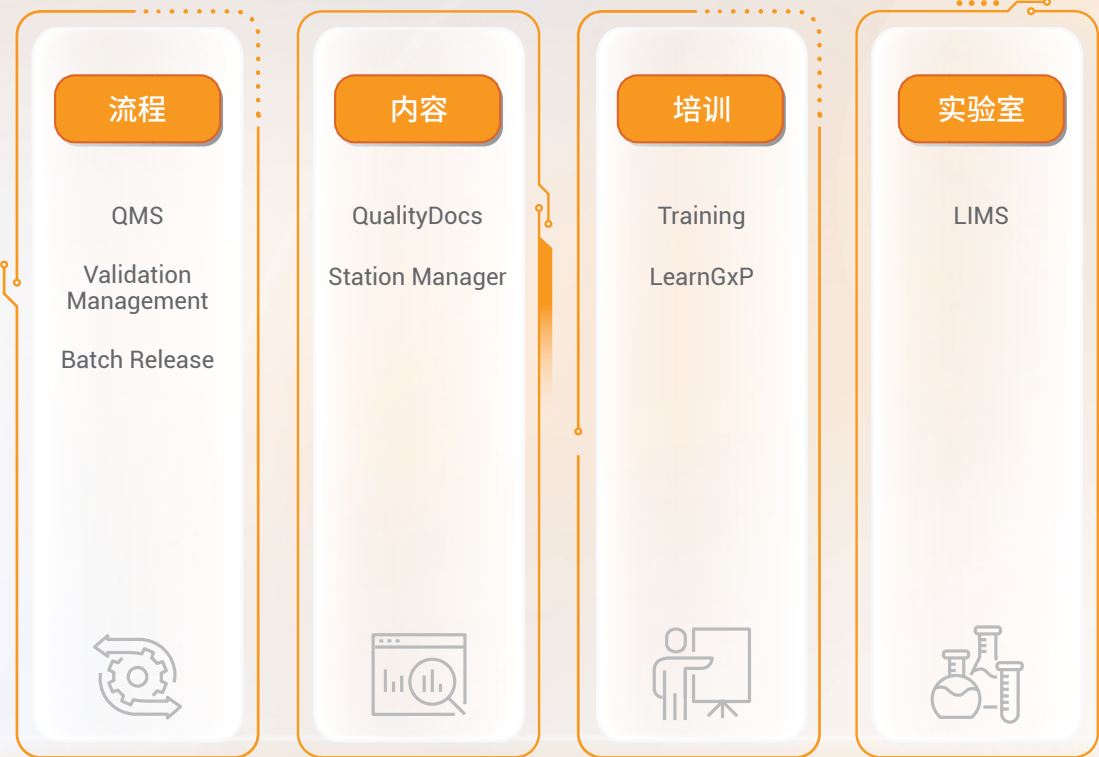 流程
QMS
Validation
Management
Batch Release
内容
QualityDocs
Station Manager
培训
Training
LearnGxP
实验室
LIMS